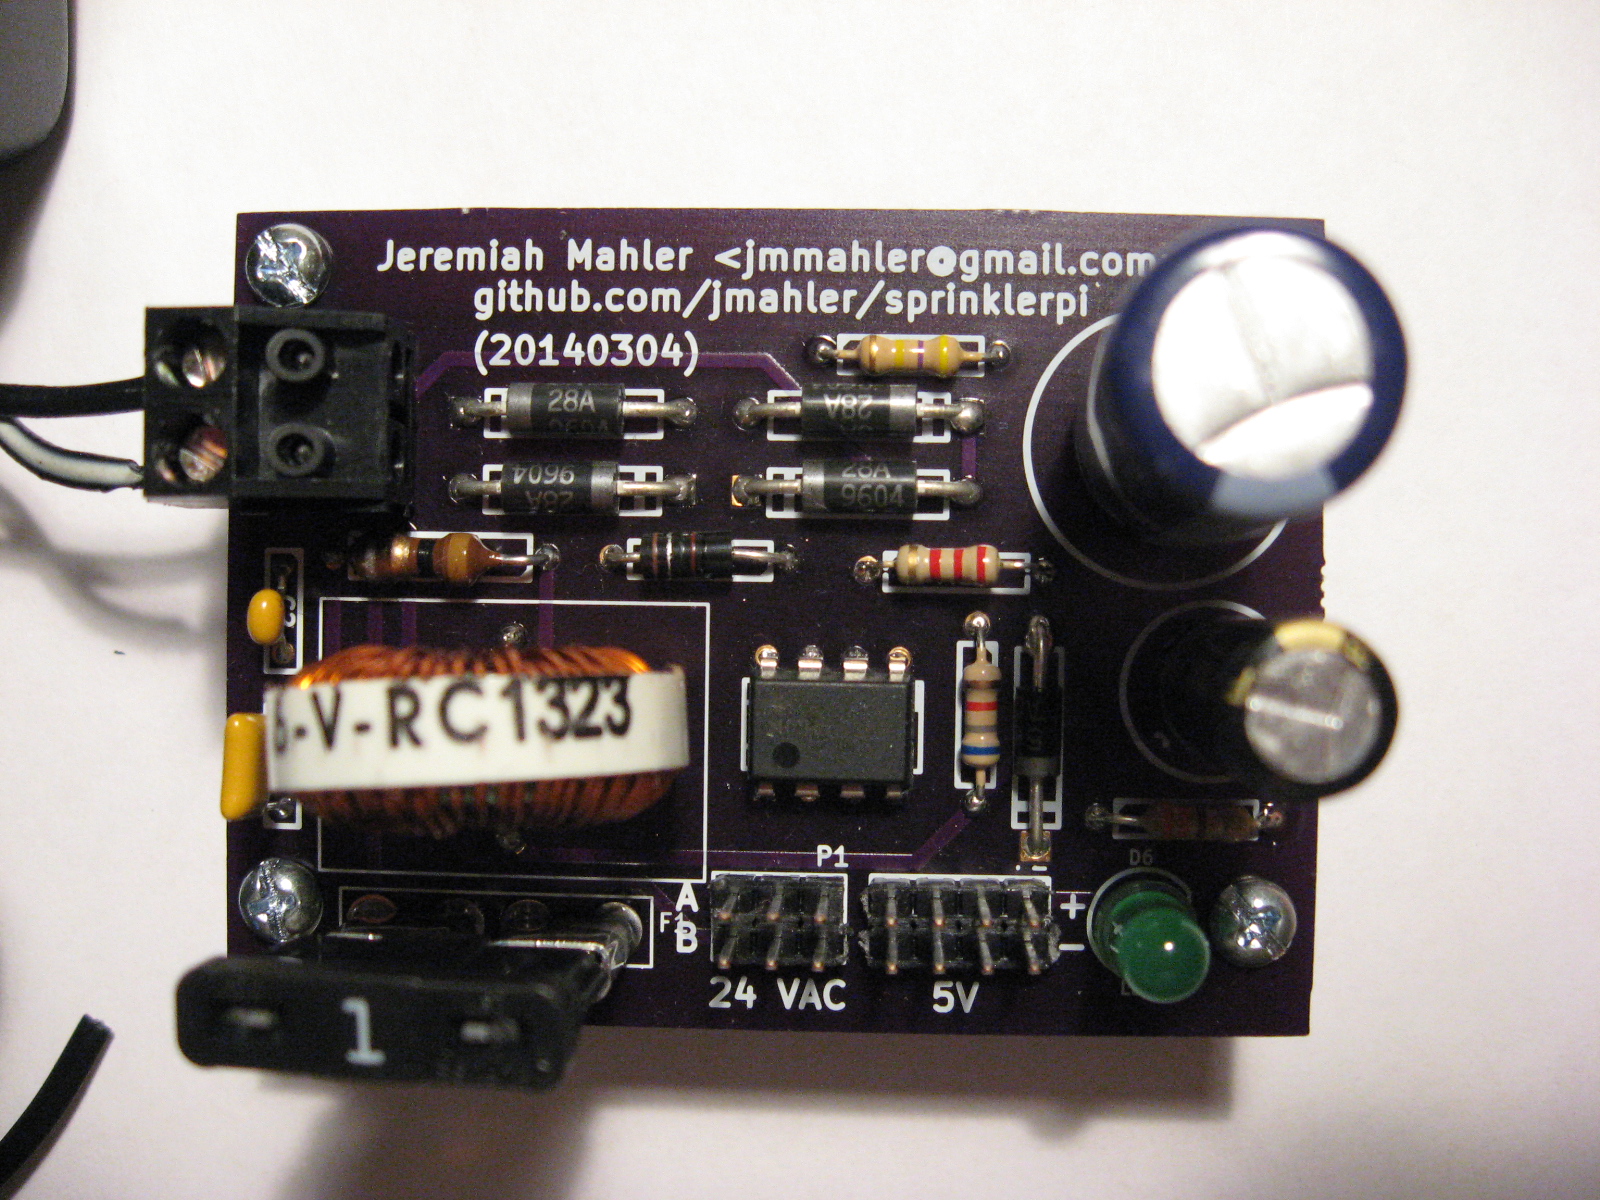 Jeremiah Mahler <jmmahler@gmail.com
github.com/jmahler/sprinklerpi
(20140304)
28A
9604
28A
9604
28A
28A
9604
-V-RC1323
P1
D6
A
B
F1
+
-
24 VAC
5V
1